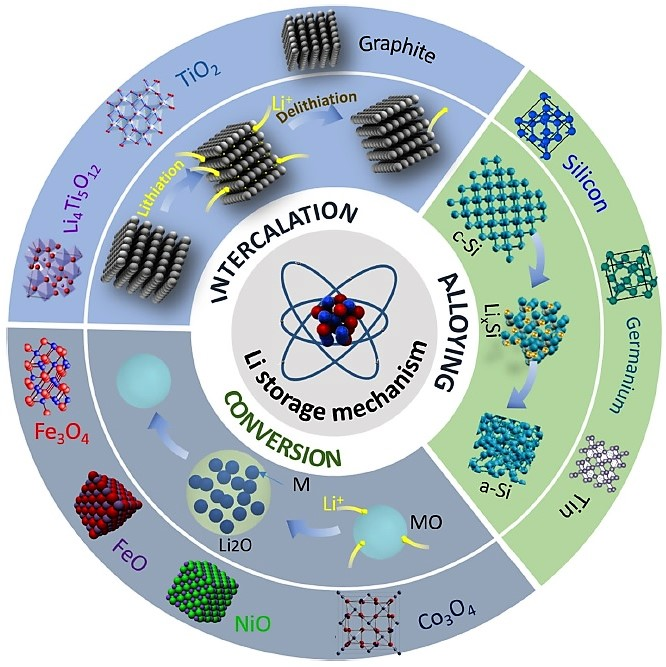 Graphite
TiO₂
Li₄Ti₅O₁₂
Li⁺
Delithiation
Lithiation
INTERCALATION
Silicon
c-Si
Germanium
LiₓSi
ALLOYING
a-Si
Tin
Li storage mechanism
CONVERSION
Fe₃O₄
M
Li⁺
MO
Li2O
FeO
NiO
Co₃O₄